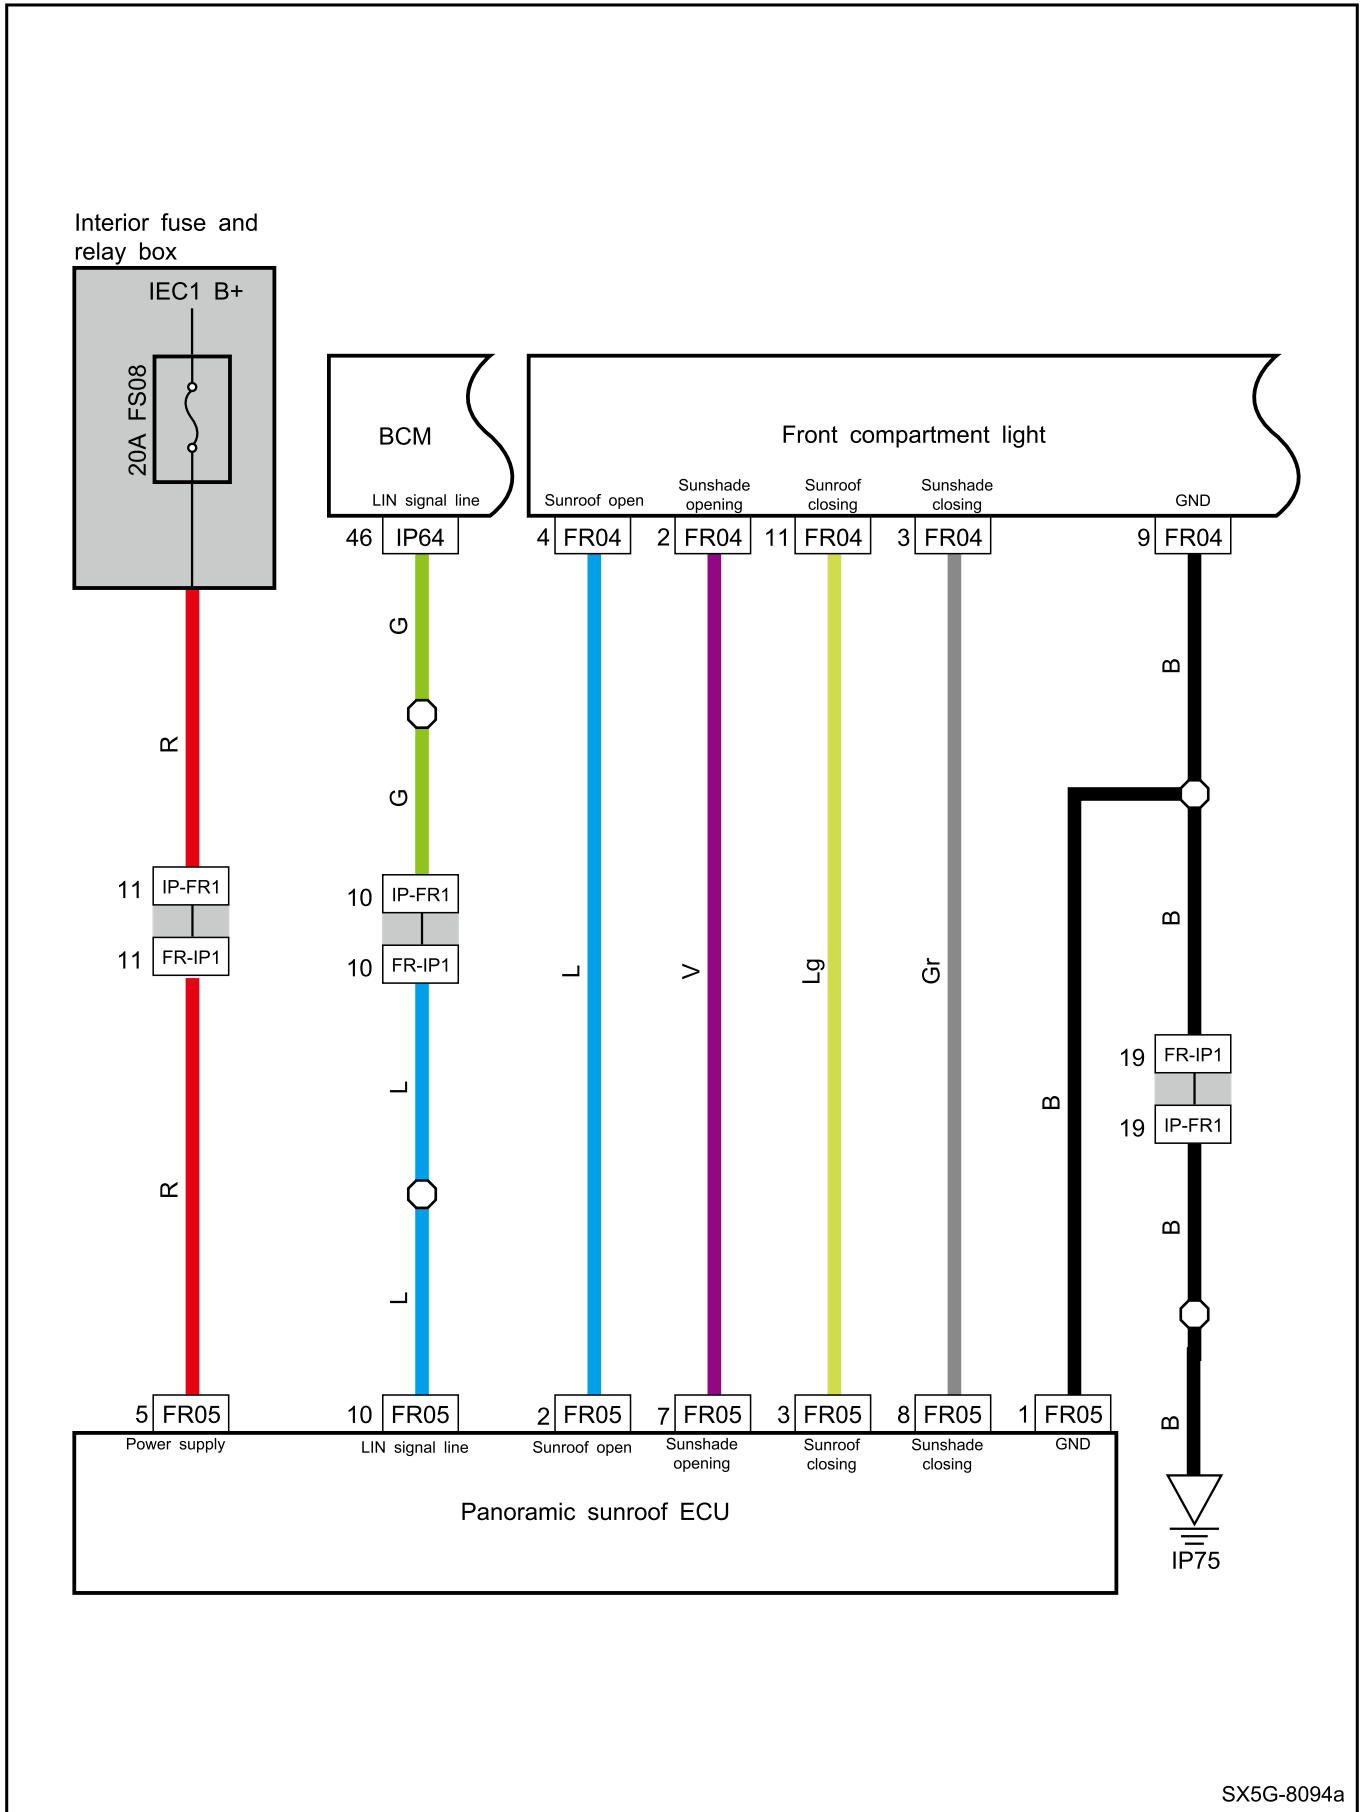 Interior fuse and
relay box
IEC1 B+
20A FS08
BCM
Front compartment light
LIN signal line
Sunroof open
Sunshade
opening
Sunroof
closing
Sunshade
closing
GND
46 IP64
4 FR04
2 FR04
11 FR04
3 FR04
9 FR04
G
B
R
G
11 IP-FR1
10 IP-FR1
B
11 FR-IP1
10 FR-IP1
L
V
Lg
Gr
19 FR-IP1
L
B
19 IP-FR1
R
B
L
5 FR05
10 FR05
2 FR05
7 FR05
3 FR05
8 FR05
1 FR05
B
Power supply
LIN signal line
Sunroof open
Sunshade
opening
Sunroof
closing
Sunshade
closing
GND
Panoramic sunroof ECU
IP75
SX5G-8094a